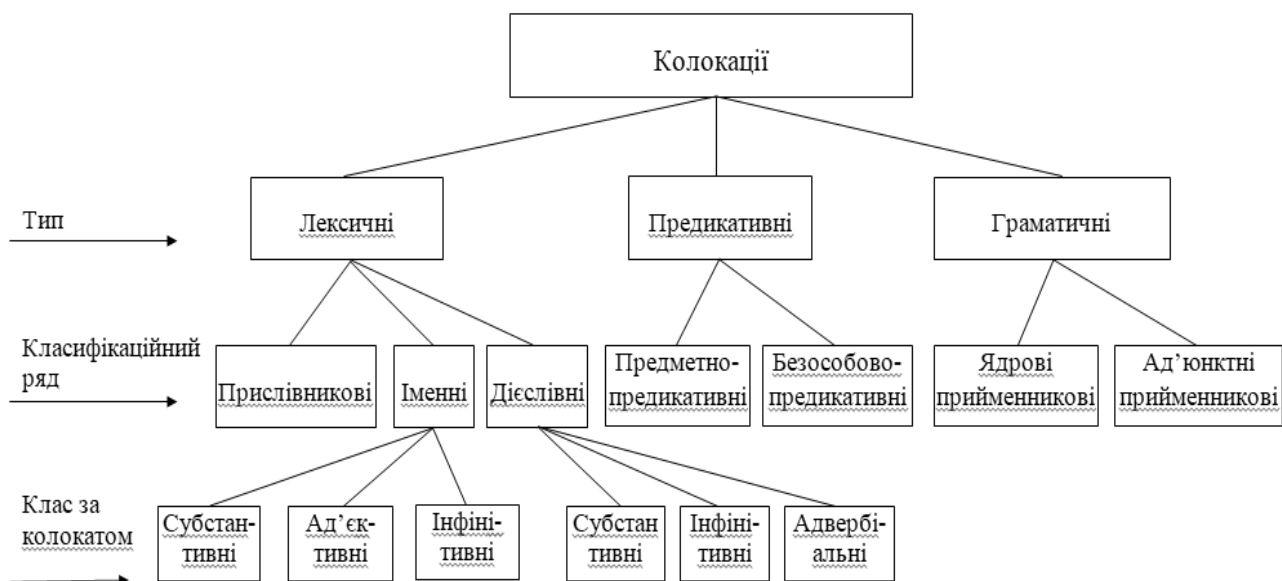 Колокації
Тип
Лексичні
Предикативні
Граматичні
Класифікаційний
ряд
Прислівникові
Іменні
Дієслівні
Предметно-
предикативні
Безособово-
предикативні
Ядрові
прийменникові
Ад’юнктні
прийменникові
Клас за
колокатом
Субстан-
тивні
Ад’єк-
тивні
Інфіні-
тивні
Субстан
тивні
Інфіні-
тивні
Адвербі-
альні